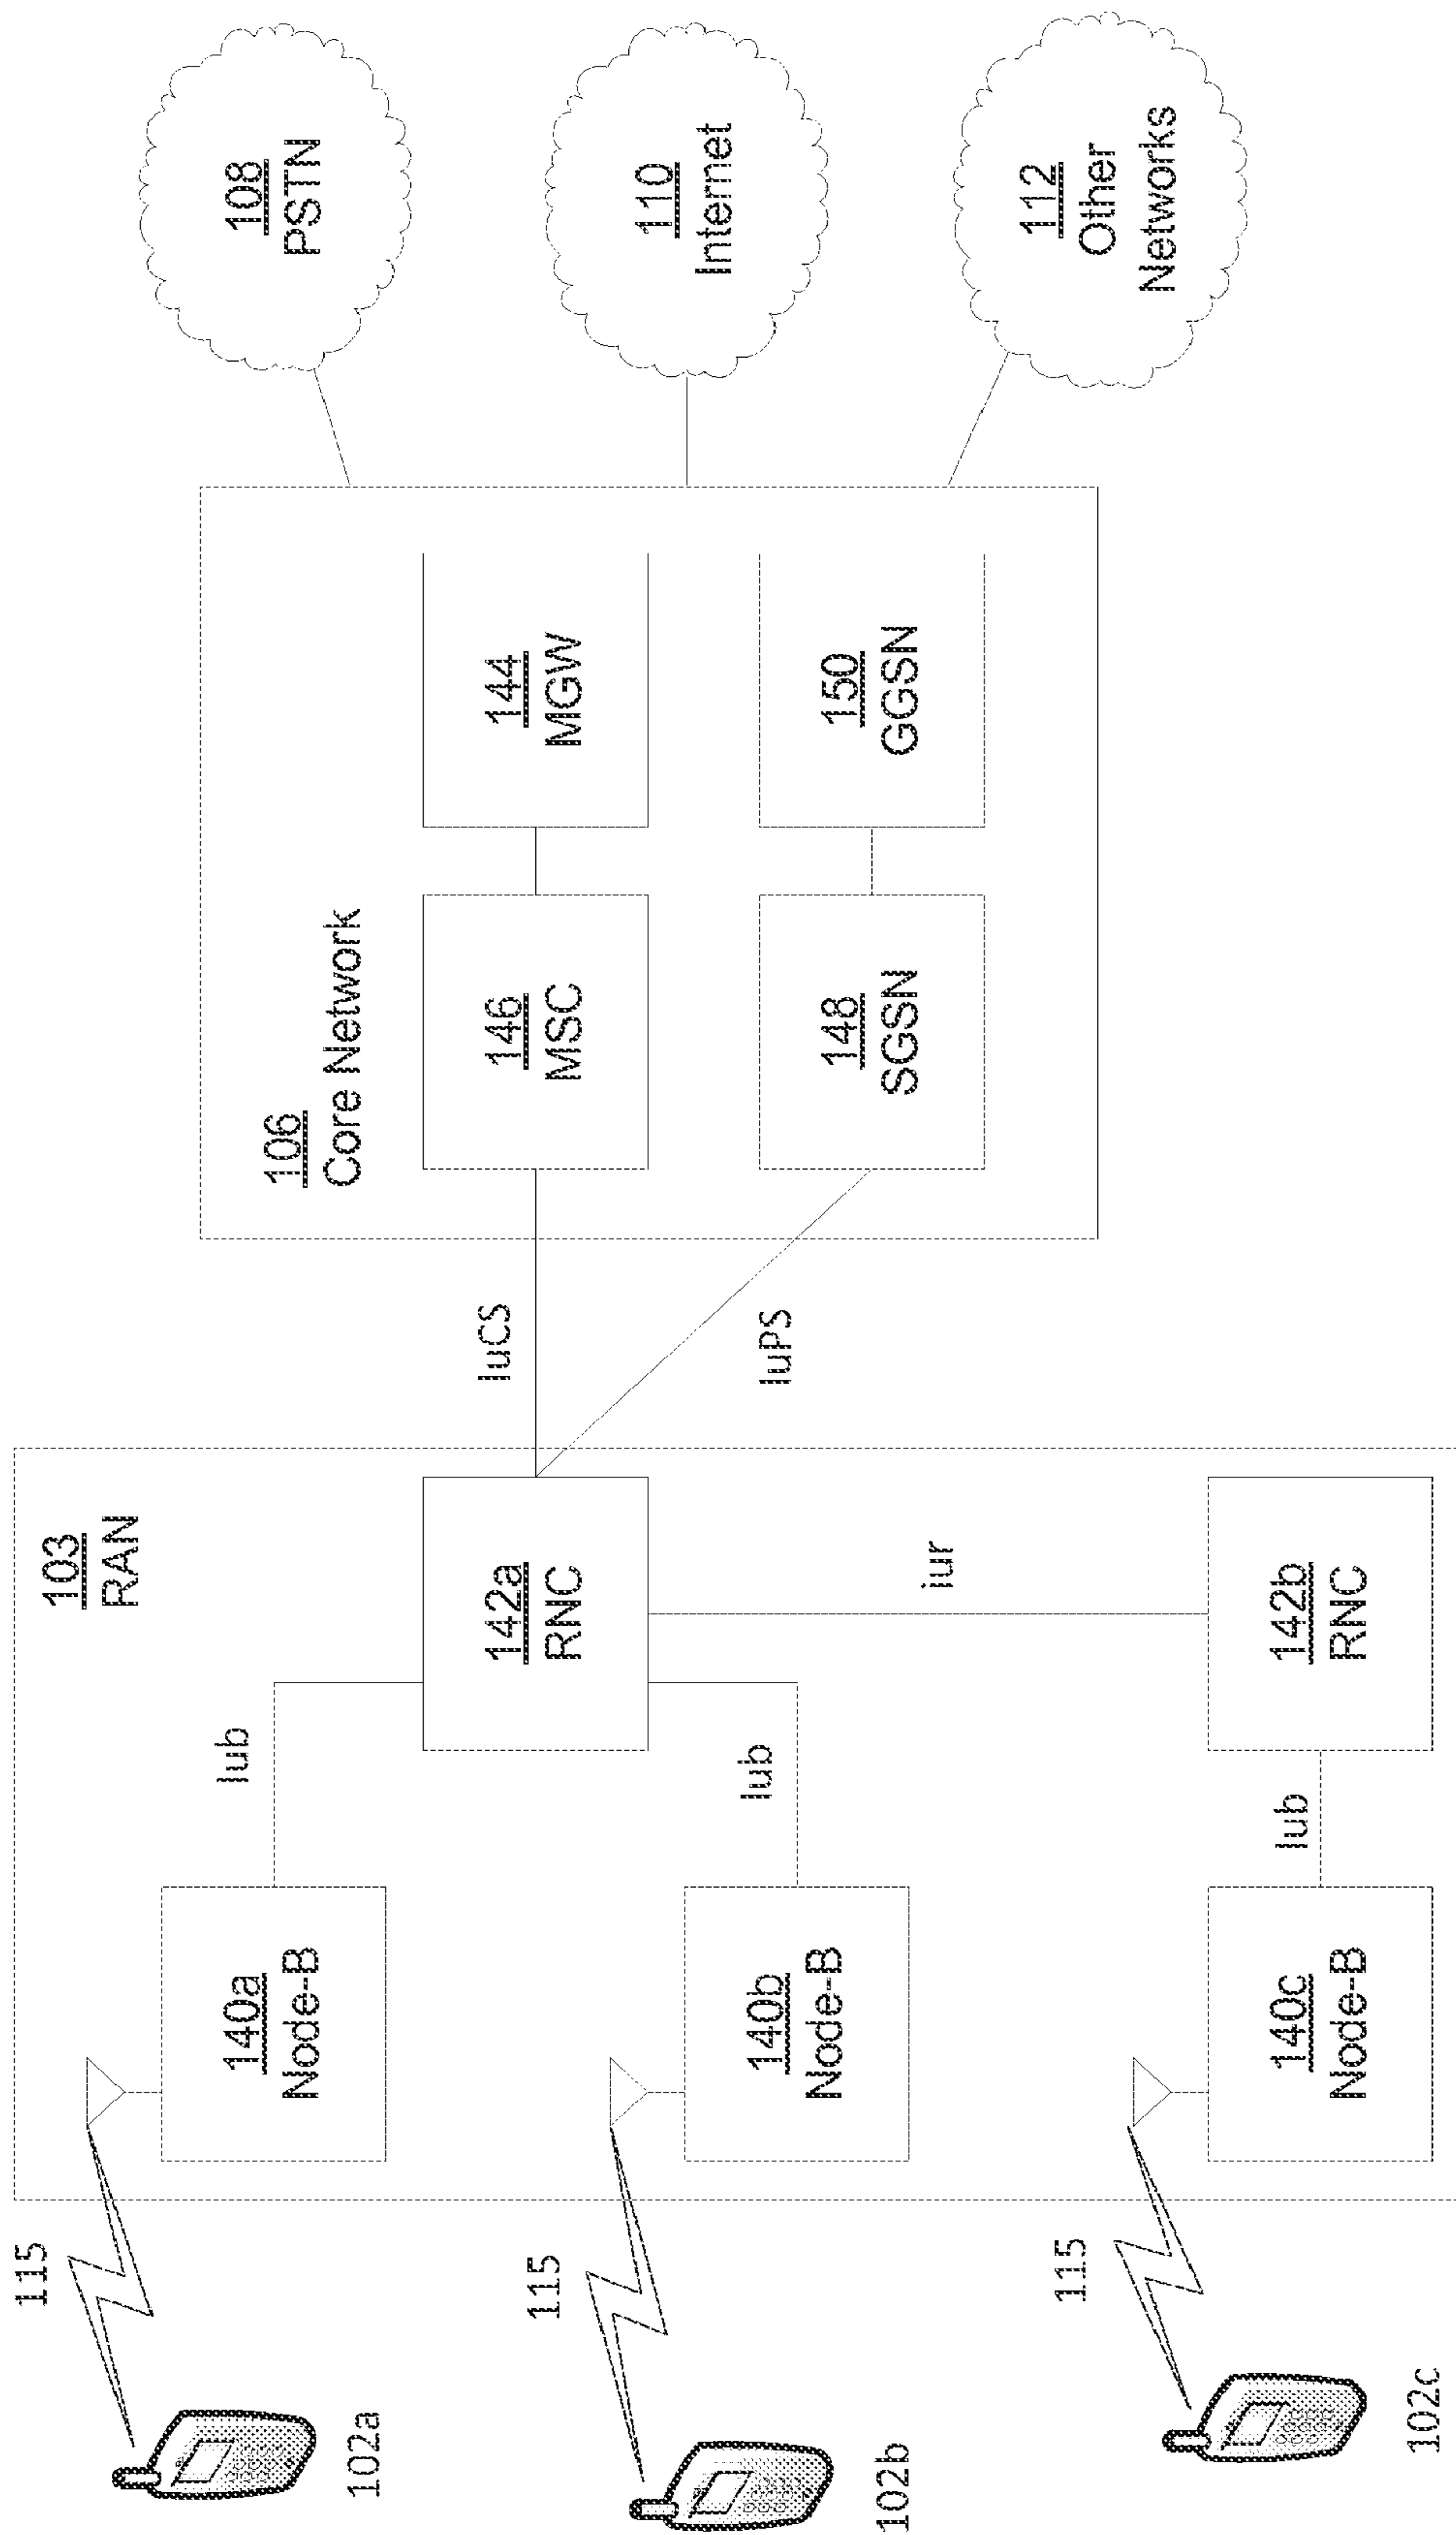 102a
115
140a
Node-B
Iub
103
RAN
102b
115
140b
Node-B
Iub
142a
RNC
102c
115
140c
Node-B
Iub
142b
RNC
iur
IuCS
IuPS
106
Core Network
146
MSC
144
MGW
148
SGSN
150
GGSN
108
PSTN
110
Internet
112
Other
Networks